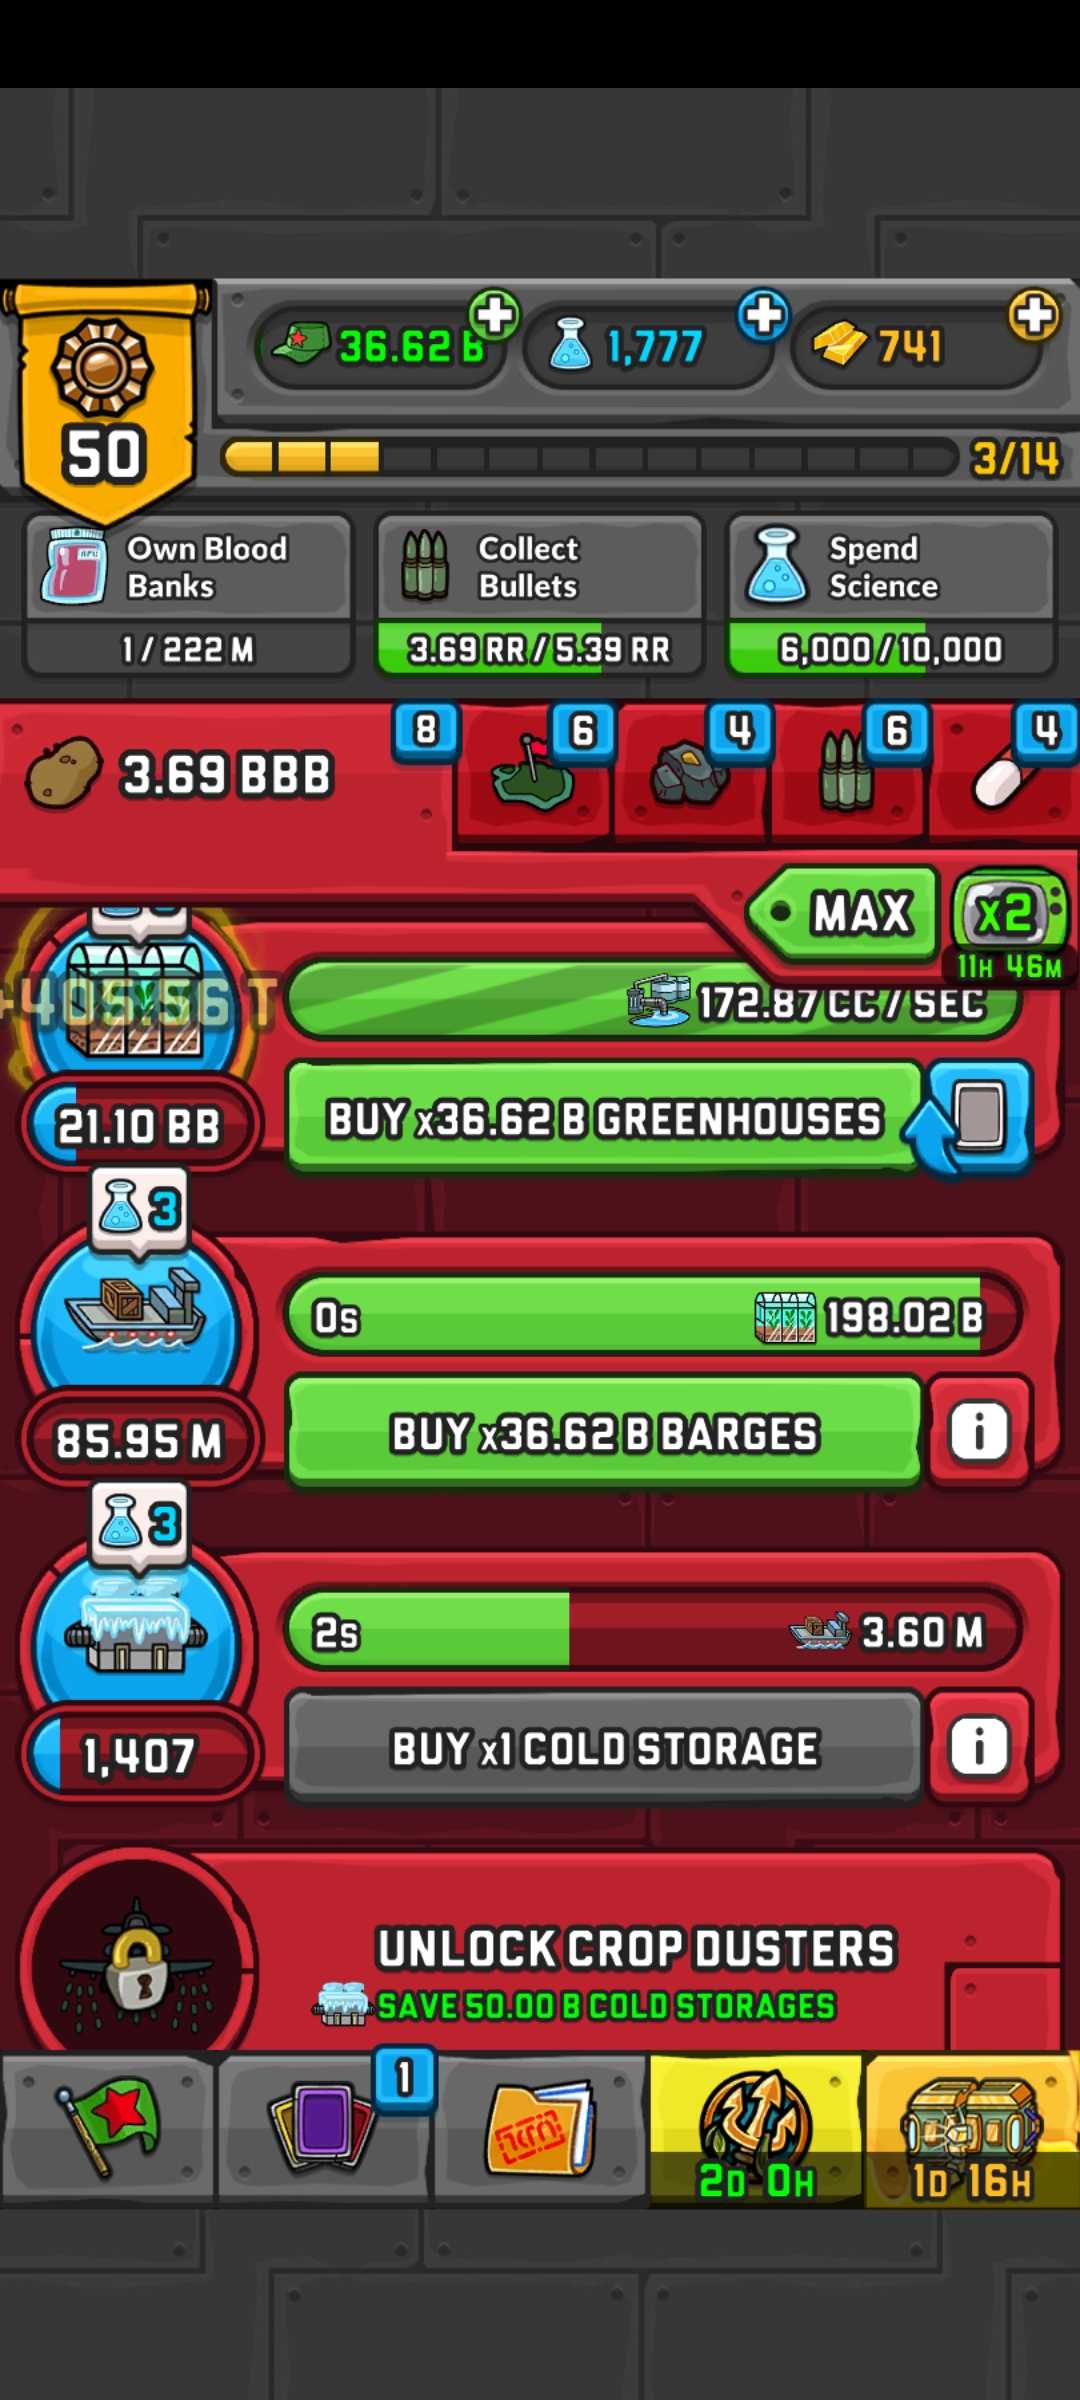 36.62 B
1,777
741
50
3/14
Own Blood
Banks
1 / 222 M
Collect
Bullets
3.69 RR / 5.39 RR
Spend
Science
6,000 / 10,000
3.69 BBB
8
6
4
6
4
MAX
x2
11H 46M
+405.56 T
172.87 CC / SEC
21.10 BB
BUY x36.62 B GREENHOUSES
3
0s
198.02 B
85.95 M
BUY x36.62 B BARGES
i
3
2s
3.60 M
1,407
BUY x1 COLD STORAGE
i
UNLOCK CROP DUSTERS
SAVE 50.00 B COLD STORAGES
1
2D 0H
1D 16H